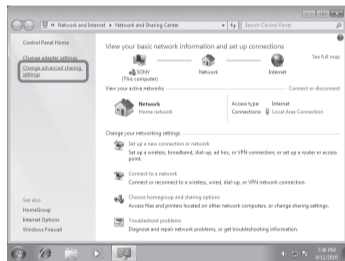 « Network and Internet ▸ Network and Sharing Center
Search Control Panel
Control Panel Home
View your basic network information and set up connections
Change adapter settings
Change advanced sharing
settings
See full map
SONY
(This computer)
Network
Internet
View your active networks
Connect or disconnect
Network
Home network
Access type: Internet
Connections: Local Area Connection
Change your networking settings
Set up a new connection or network
Set up a wireless, broadband, dial-up, ad hoc, or VPN connection; or set up a router or access
point.
Connect to a network
Connect or reconnect to a wireless, wired, dial-up, or VPN network connection.
Choose homegroup and sharing options
Access files and printers located on other network computers, or change sharing settings.
Troubleshoot problems
Diagnose and repair network problems, or get troubleshooting information.
See also
HomeGroup
Internet Options
Windows Firewall